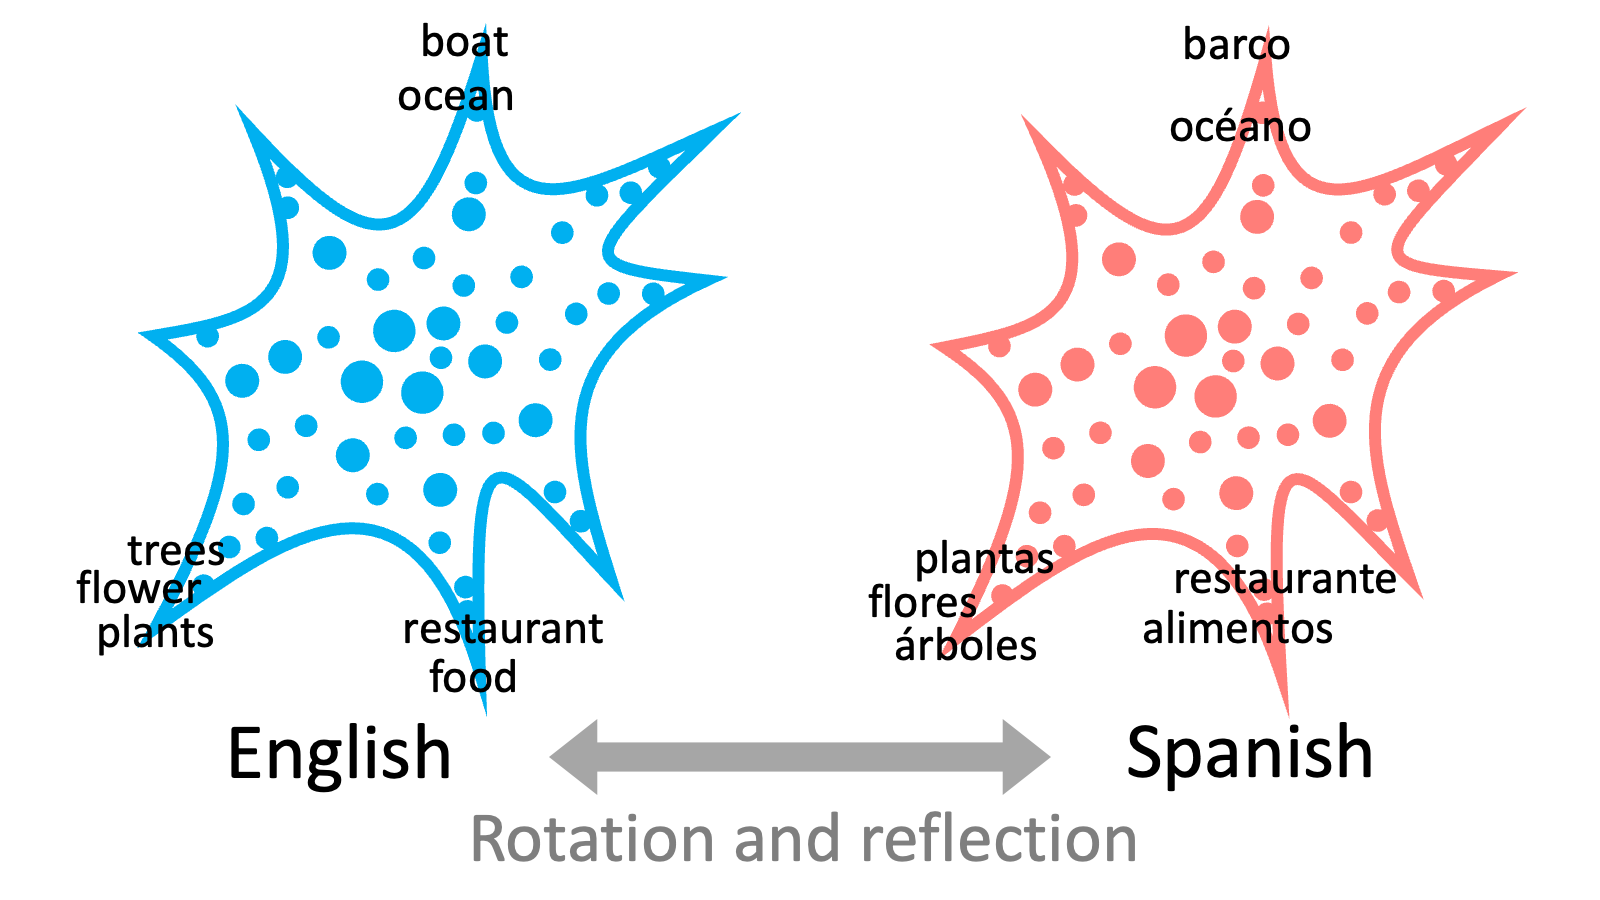 boat
ocean
trees
flower
plants
restaurant
food
English
barco
océano
plantas
flores
árboles
restaurante
alimentos
Spanish
Rotation and reflection